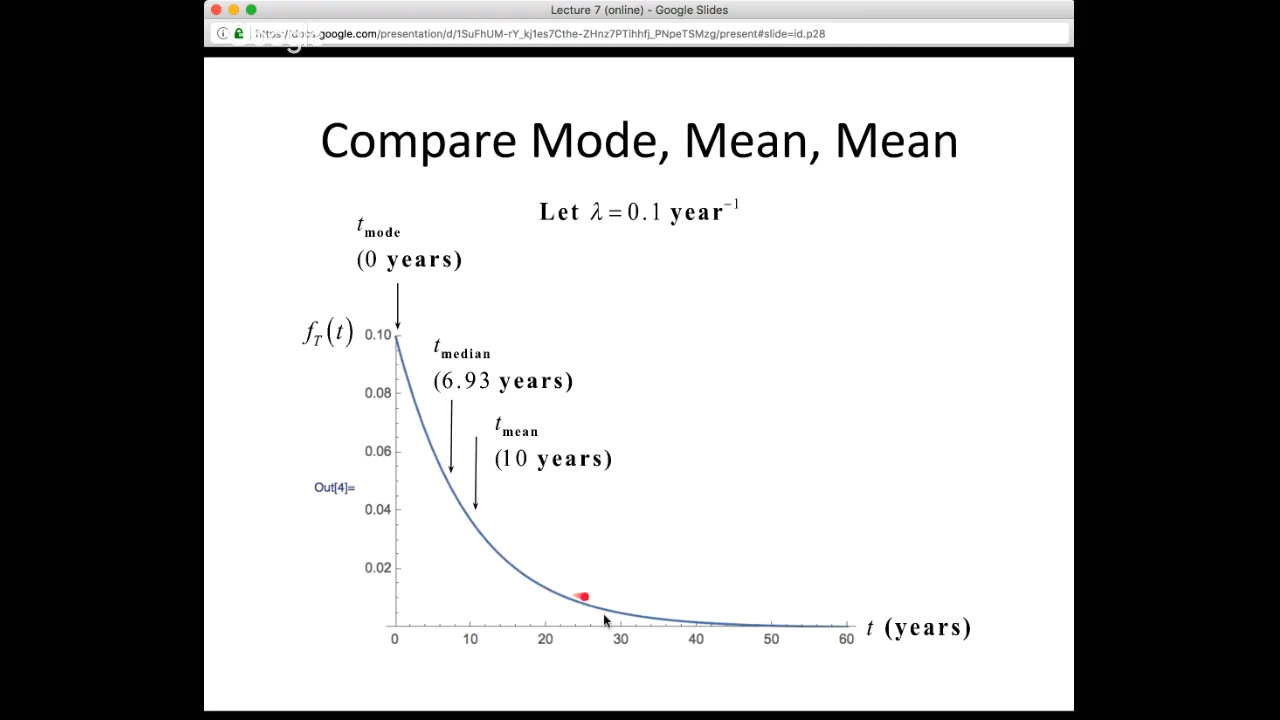 Lecture 7 (online) - Google Slides
https://docs.google.com/presentation/d/1SuFhUM-rY_kj1es7Cthe-ZHnz7PTihhfj_PNpeTSMzg/present#slide=id.p28
Compare Mode, Mean, Mean
Let λ = 0.1 year⁻¹
t_mode
(0 years)
f_T(t)
0.10
t_median
(6.93 years)
0.08
t_mean
(10 years)
0.06
Out[4]=
0.04
0.02
0 10 20 30 40 50 60
t (years)